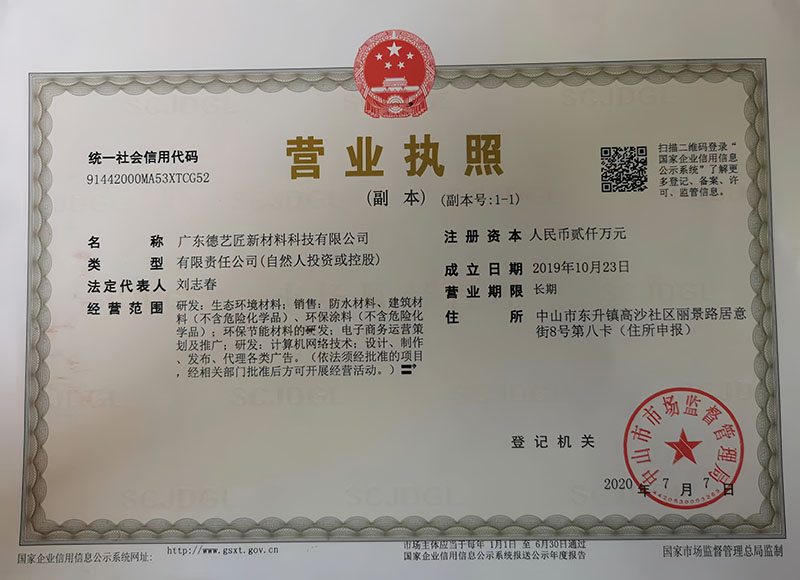 统一社会信用代码
91442000MA53XTCG52
营业执照
(副 本) (副本号:1-1)
扫描二维码登录“
国家企业信用信息
公示系统”了解更
多登记、备案、许
可、监管信息。
名 称 广东德艺匠新材料科技有限公司
类 型 有限责任公司(自然人投资或控股)
法定代表人 刘志春
经营范围 研发:生态环境材料;销售:防水材料、建筑材
料(不含危险化学品)、环保涂料(不含危险化
学品);环保节能材料的研发;电子商务运营策
划及推广;研发:计算机网络技术;设计、制作
、发布、代理各类广告。(依法须经批准的项目
,经相关部门批准后方可开展经营活动。)
注册资本 人民币贰仟万元
成立日期 2019年10月23日
营业期限 长期
住 所 中山市东升镇高沙社区丽景路居意
街8号第八卡(住所申报)
登记机关
中山市市场监督管理局
2020 年 7 月 7 日
SCJDGL
SCJDGL
SCJDGL
SCJDGL
国家企业信用信息公示系统网址: http://www.gsxt.gov.cn
市场主体应当于每年 1月1日 至 6月30日通过
国家企业信用信息公示系统报送公示年度报告
国家市场监督管理总局监制